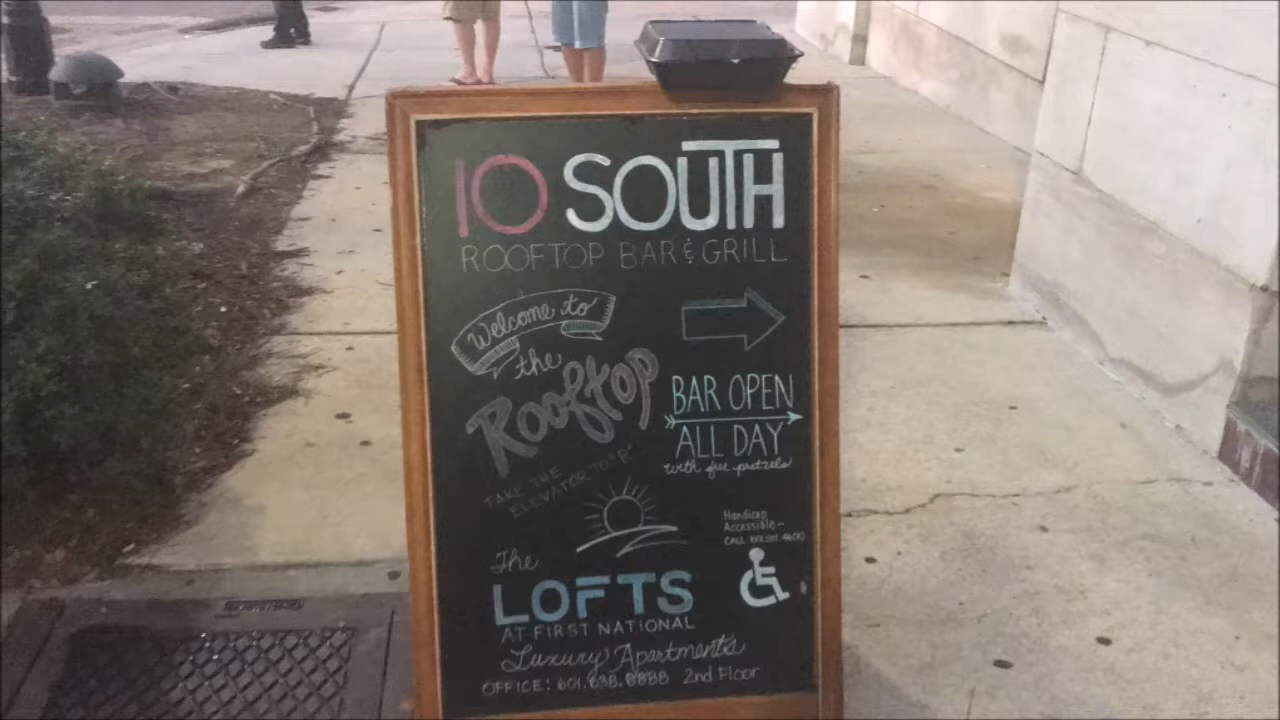 10 SOUTH
ROOFTOP BAR & GRILL
Welcome to
the
Rooftop
TAKE THE
ELEVATOR TO "B"
BAR OPEN
ALL DAY
with free pretzels
Handicap
Accessible-
CALL 601.501.4600
The
LOFTS
AT FIRST NATIONAL
Luxury Apartments
OFFICE: 601.638.8888 2nd Floor